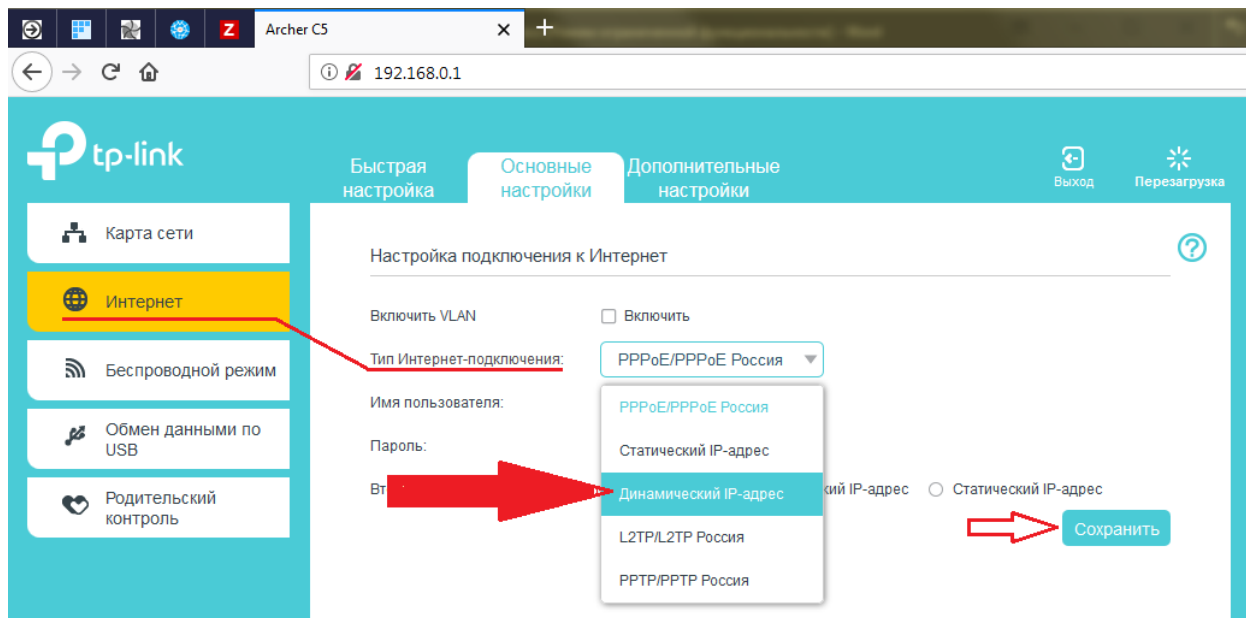 Z
Archer C5
192.168.0.1
tp-link
Быстрая
настройка
Основные
настройки
Дополнительные
настройки
Выход
Перезагрузка
Карта сети
Интернет
Беспроводной режим
Обмен данными по
USB
Родительский
контроль
Настройка подключения к Интернет
?
Включить VLAN
Включить
Тип Интернет-подключения:
PPPoE/PPPoE Россия
Имя пользователя:
PPPoE/PPPoE Россия
Пароль:
Статический IP-адрес
Вт
Динамический IP-адрес
кий IP-адрес
Статический IP-адрес
L2TP/L2TP Россия
Сохранить
PPTP/PPTP Россия